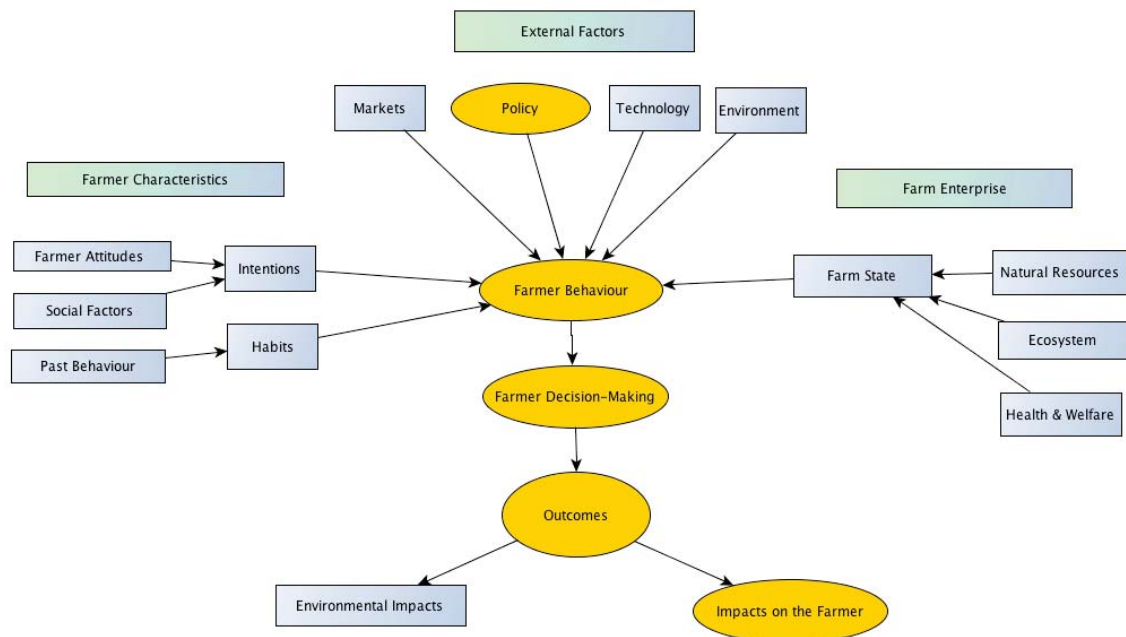 External Factors
Markets
Policy
Technology
Environment
Farmer Characteristics
Farm Enterprise
Farmer Attitudes
Intentions
Social Factors
Past Behaviour
Habits
Farmer Behaviour
Farm State
Natural Resources
Ecosystem
Health & Welfare
Farmer Decision-Making
Outcomes
Environmental Impacts
Impacts on the Farmer